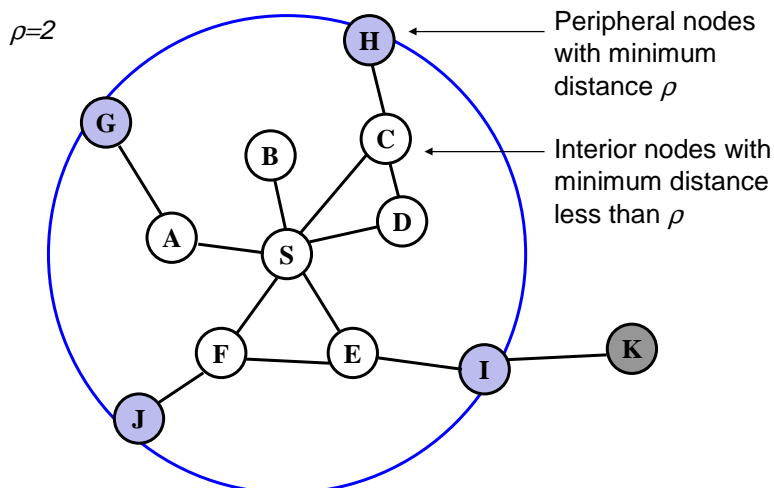 ρ=2
Peripheral nodes
with minimum
distance ρ
Interior nodes with
minimum distance
less than ρ
H
G
B
C
A
S
D
F
E
I
K
J